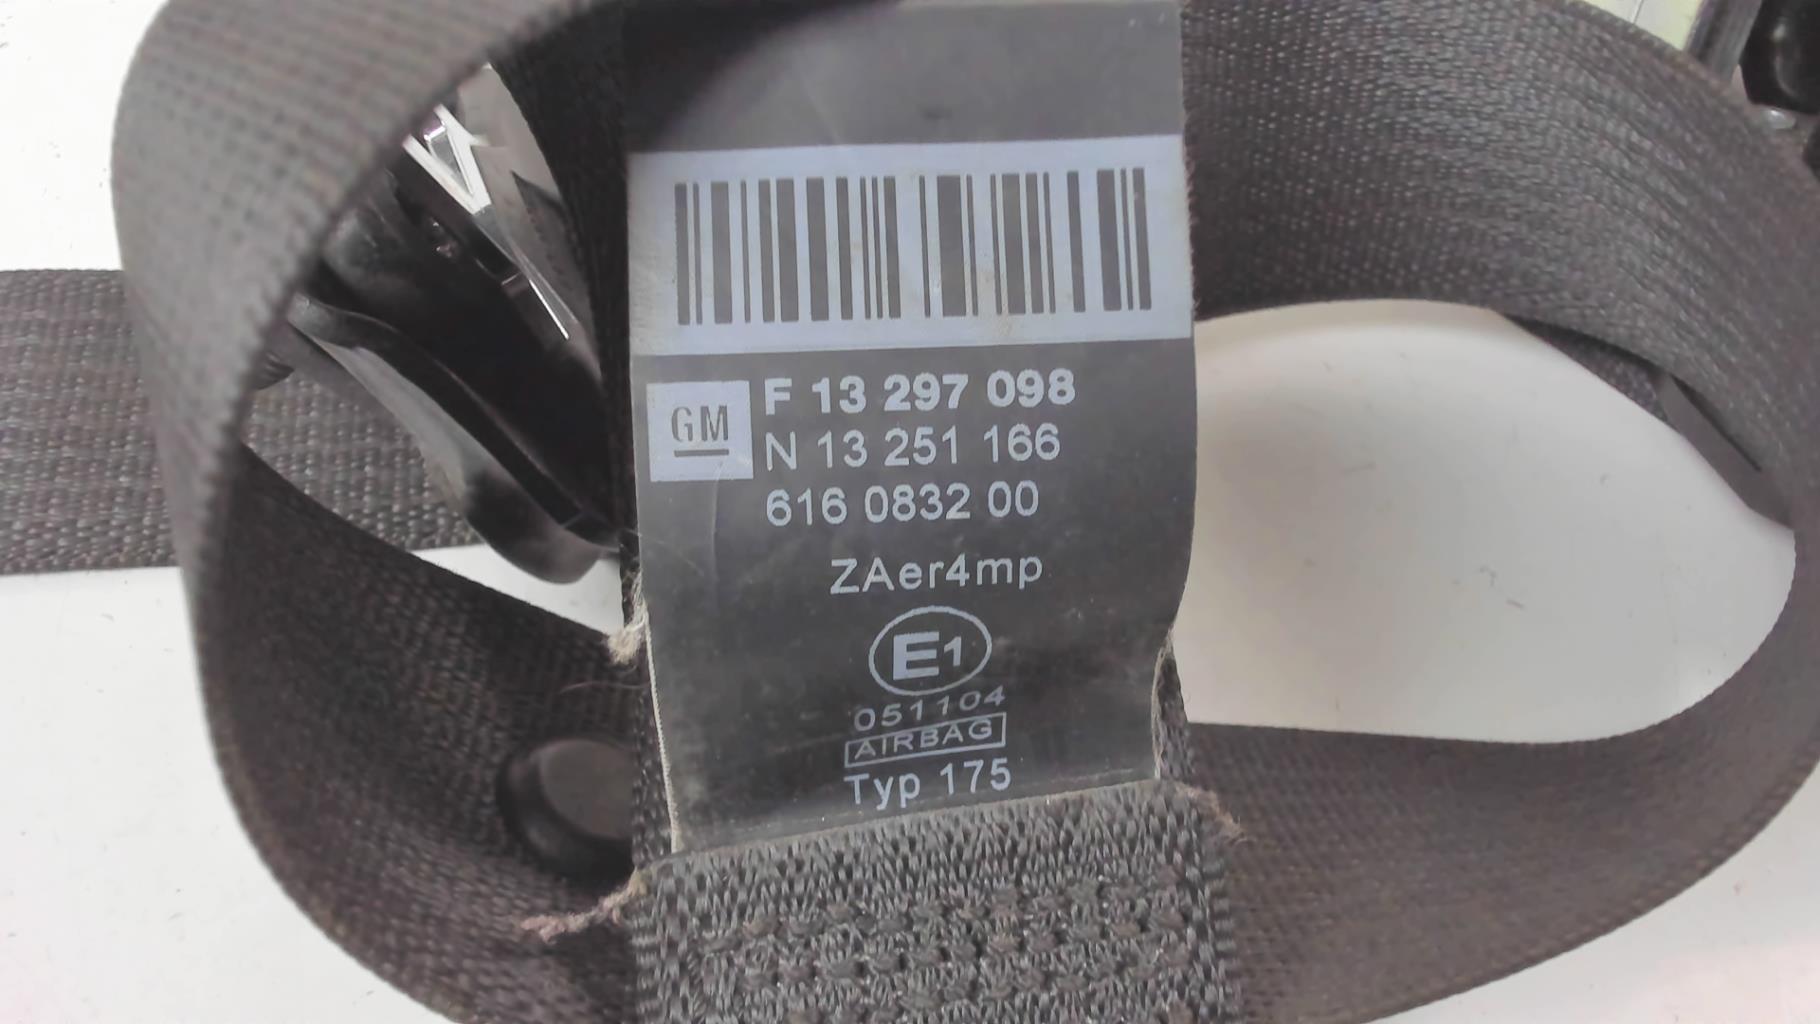 GM
F 13 297 098
N 13 251 166
616 0832 00
ZAer4mp
E1
051104
AIRBAG
Typ 175